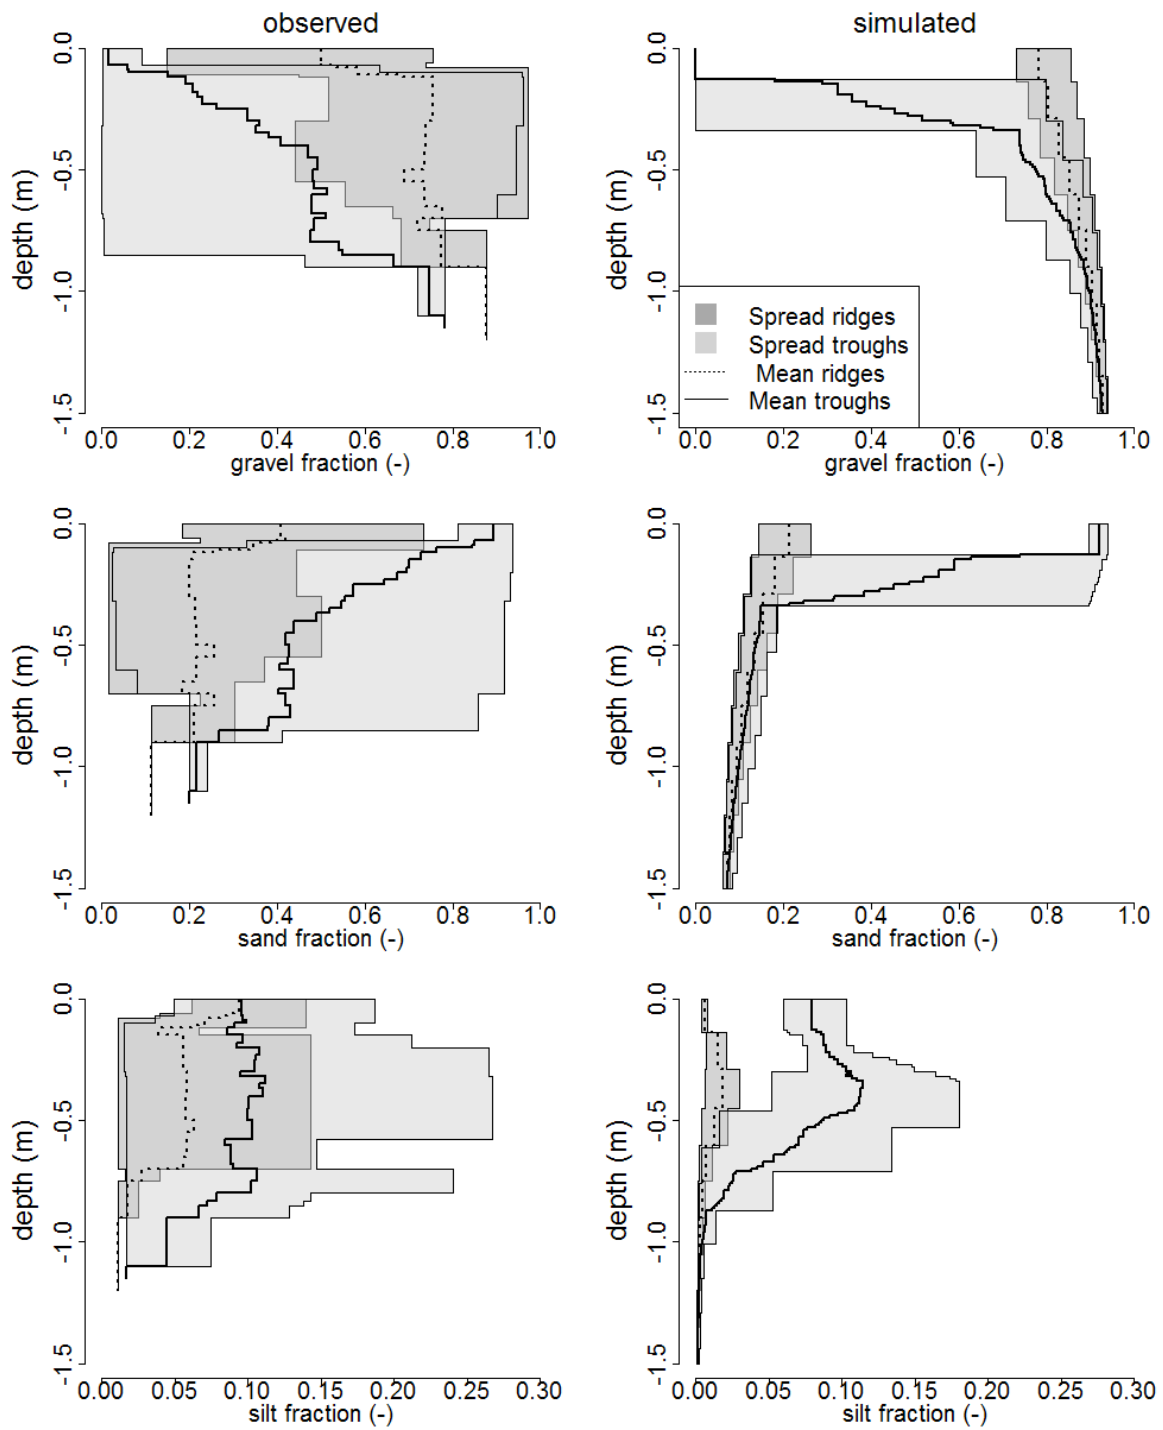 observed
simulated
0.0
-0.5
-1.0
-1.5
depth (m)
0.0 0.2 0.4 0.6 0.8 1.0
gravel fraction (-)
0.0
-0.5
-1.0
-1.5
depth (m)
Spread ridges
Spread troughs
Mean ridges
Mean troughs
0.0 0.2 0.4 0.6 0.8 1.0
gravel fraction (-)
0.0
-0.5
-1.0
-1.5
depth (m)
0.0 0.2 0.4 0.6 0.8 1.0
sand fraction (-)
0.0
-0.5
-1.0
-1.5
depth (m)
0.0 0.2 0.4 0.6 0.8 1.0
sand fraction (-)
0.0
-0.5
-1.0
-1.5
depth (m)
0.00 0.05 0.10 0.15 0.20 0.25 0.30
silt fraction (-)
0.0
-0.5
-1.0
-1.5
depth (m)
0.00 0.05 0.10 0.15 0.20 0.25 0.30
silt fraction (-)